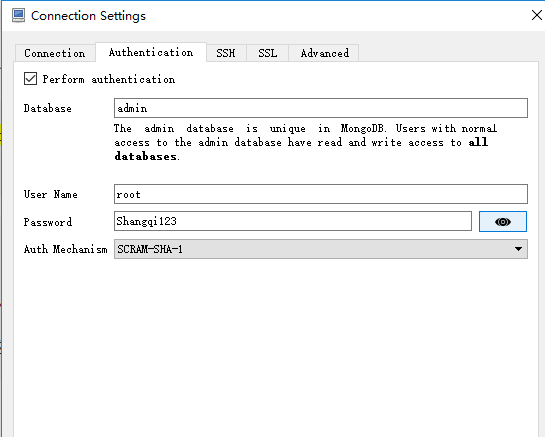 Connection Settings
Connection Authentication SSH SSL Advanced
Perform authentication
Database admin
The admin database is unique in MongoDB. Users with normal
access to the admin database have read and write access to all
databases.
User Name root
Password Shangqi123
Auth Mechanism SCRAM-SHA-1